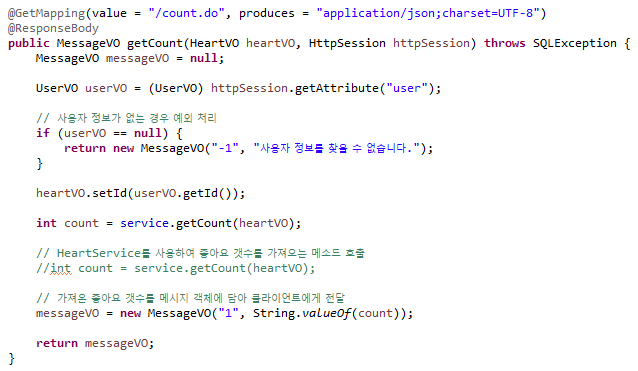 @GetMapping(value = "/count.do", produces = "application/json;charset=UTF-8")
@ResponseBody
public MessageVO getCount(HeartVO heartVO, HttpSession httpSession) throws SQLException {
    MessageVO messageVO = null;

    UserVO userVO = (UserVO) httpSession.getAttribute("user");

    // 사용자 정보가 없는 경우 예외 처리
    if (userVO == null) {
        return new MessageVO("-1", "사용자 정보를 찾을 수 없습니다.");
    }

    heartVO.setId(userVO.getId());

    int count = service.getCount(heartVO);

    // HeartService를 사용하여 좋아요 갯수를 가져오는 메소드 호출
    //int count = service.getCount(heartVO);

    // 가져온 좋아요 갯수를 메시지 객체에 담아 클라이언트에게 전달
    messageVO = new MessageVO("1", String.valueOf(count));

    return messageVO;
}